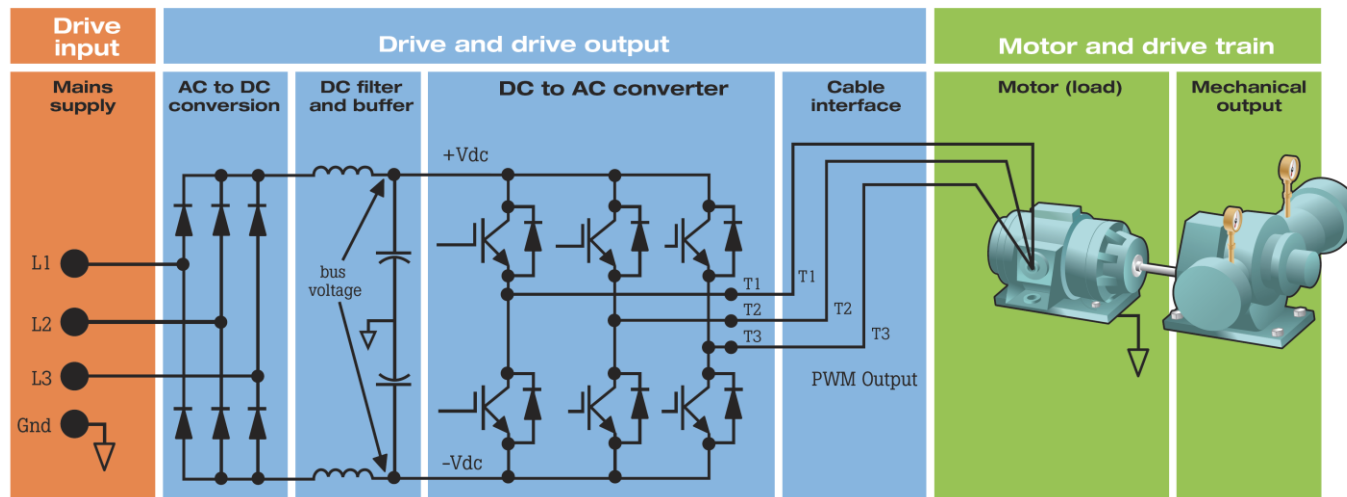 Drive
input
Drive and drive output
Motor and drive train
Mains
supply
AC to DC
conversion
DC filter
and buffer
DC to AC converter
Cable
interface
Motor (load)
Mechanical
output
+Vdc
L1
L2
L3
Gnd
bus
voltage
T1
T2
T3
T1
T2
T3
PWM Output
–Vdc